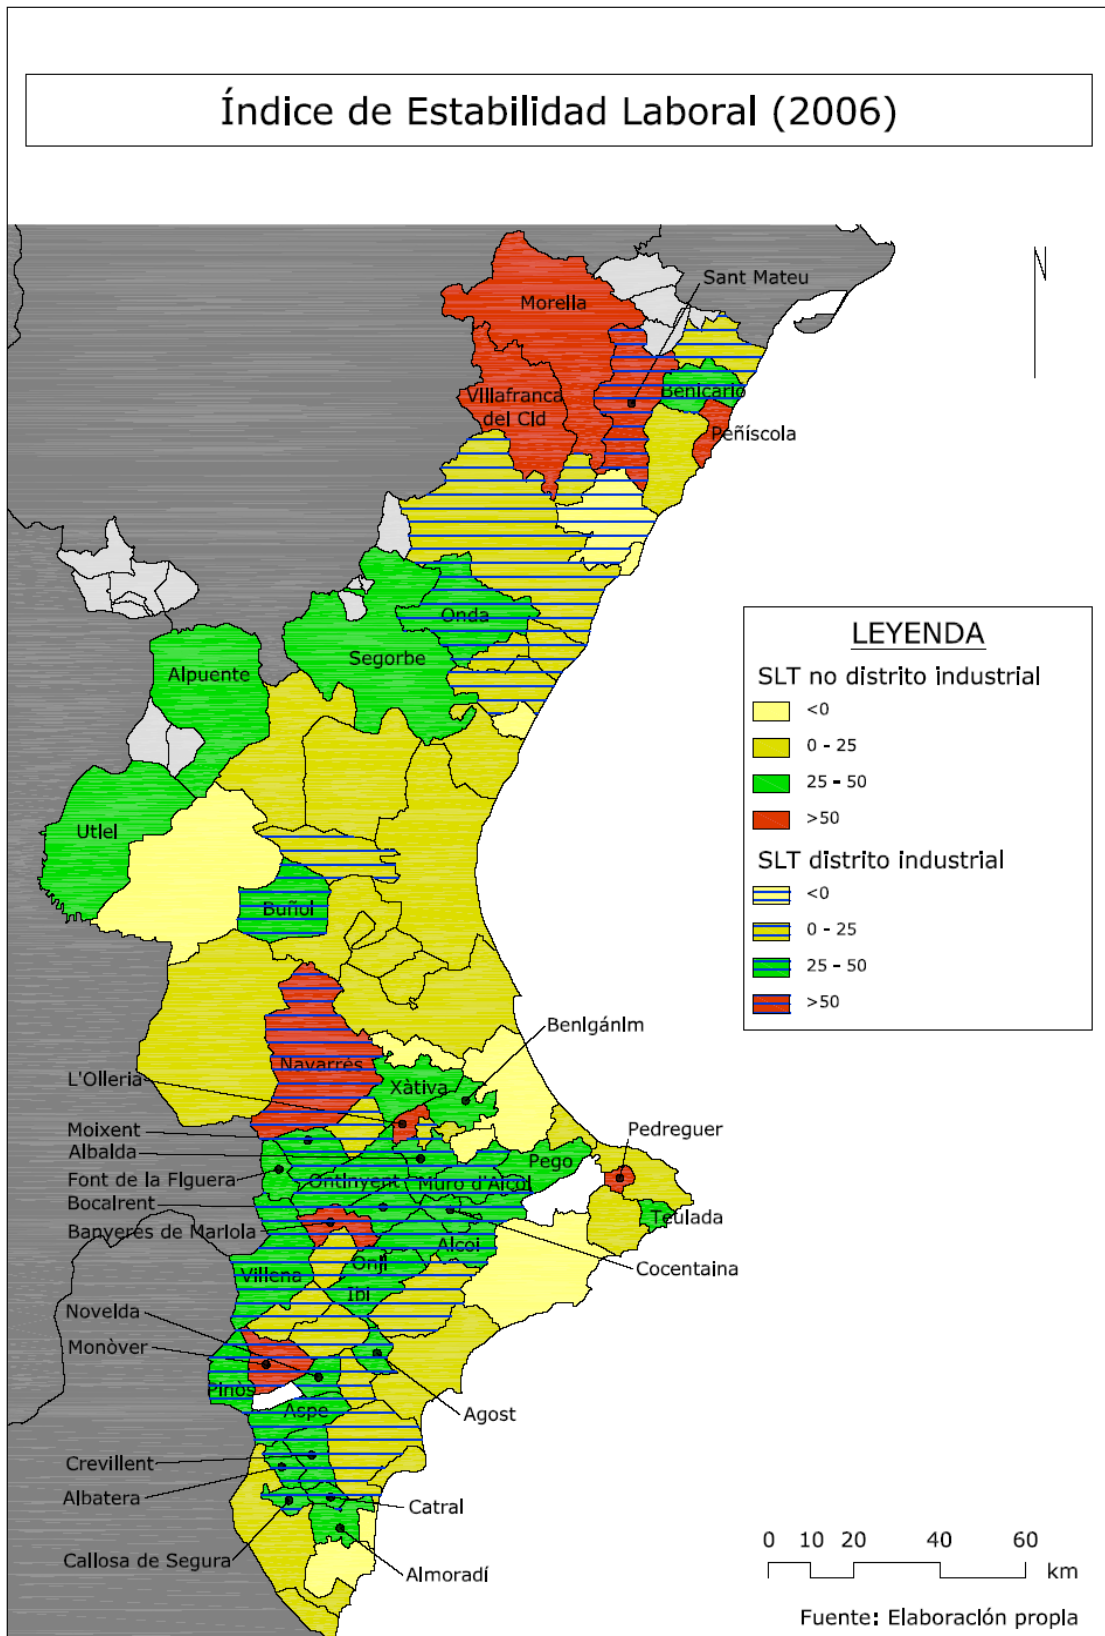 Índice de Estabilidad Laboral (2006)
Sant Mateu
Morella
Villafranca
del Cid
Benicarló
Peñíscola
Onda
Segorbe
Alpuente
LEYENDA
SLT no distrito industrial
<0
0 - 25
25 - 50
>50
SLT distrito industrial
<0
0 - 25
25 - 50
>50
Utiel
Buñol
Benigánim
Navarrés
L'Olleria
Xàtiva
Moixent
Albaida
Font de la Figuera
Bocairent
Banyeres de Mariola
Ontinyent
Muro d'Alcoi
Pego
Pedreguer
Teulada
Alcoi
Onil
Cocentaina
Villena
Ibi
Novelda
Monòver
Pinós
Aspe
Agost
Crevillent
Albatera
Catral
Callosa de Segura
Almoradí
0 10 20 40 60
km
Fuente: Elaboración propia